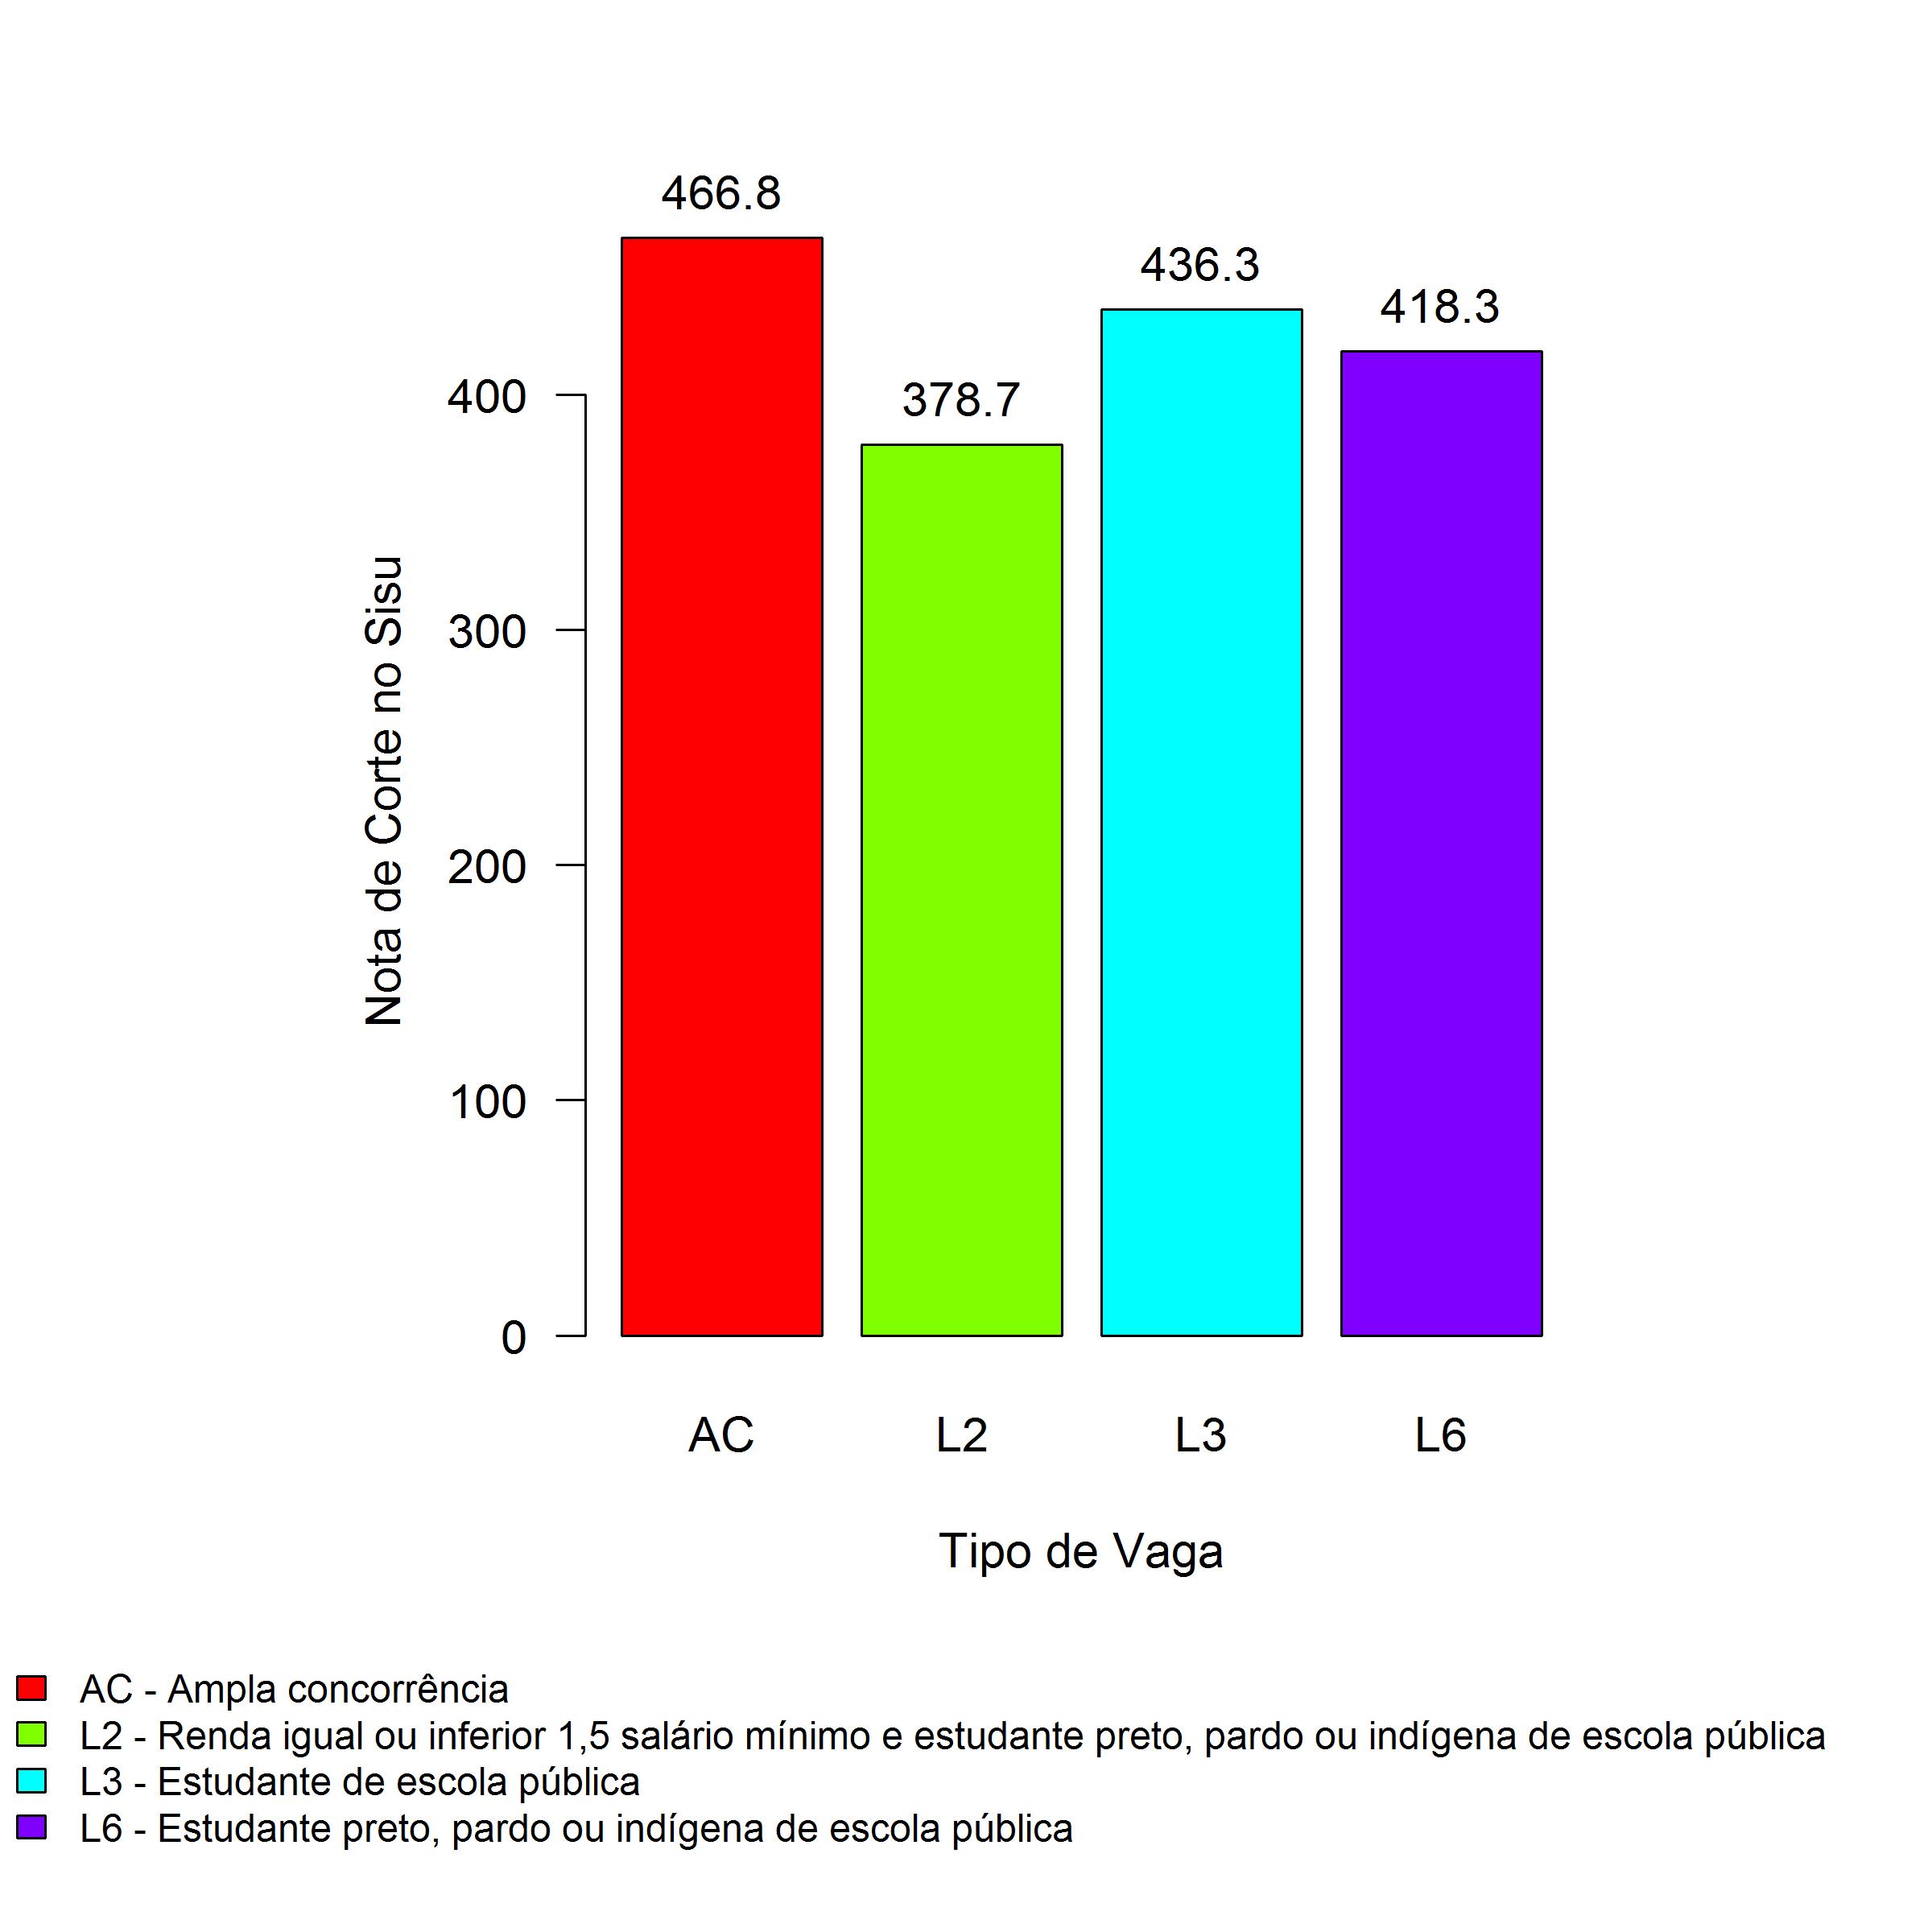 466.8
436.3
418.3
378.7
400
300
200
100
0
Nota de Corte no Sisu
AC L2 L3 L6
Tipo de Vaga
AC - Ampla concorrência
L2 - Renda igual ou inferior 1,5 salário mínimo e estudante preto, pardo ou indígena de escola pública
L3 - Estudante de escola pública
L6 - Estudante preto, pardo ou indígena de escola pública